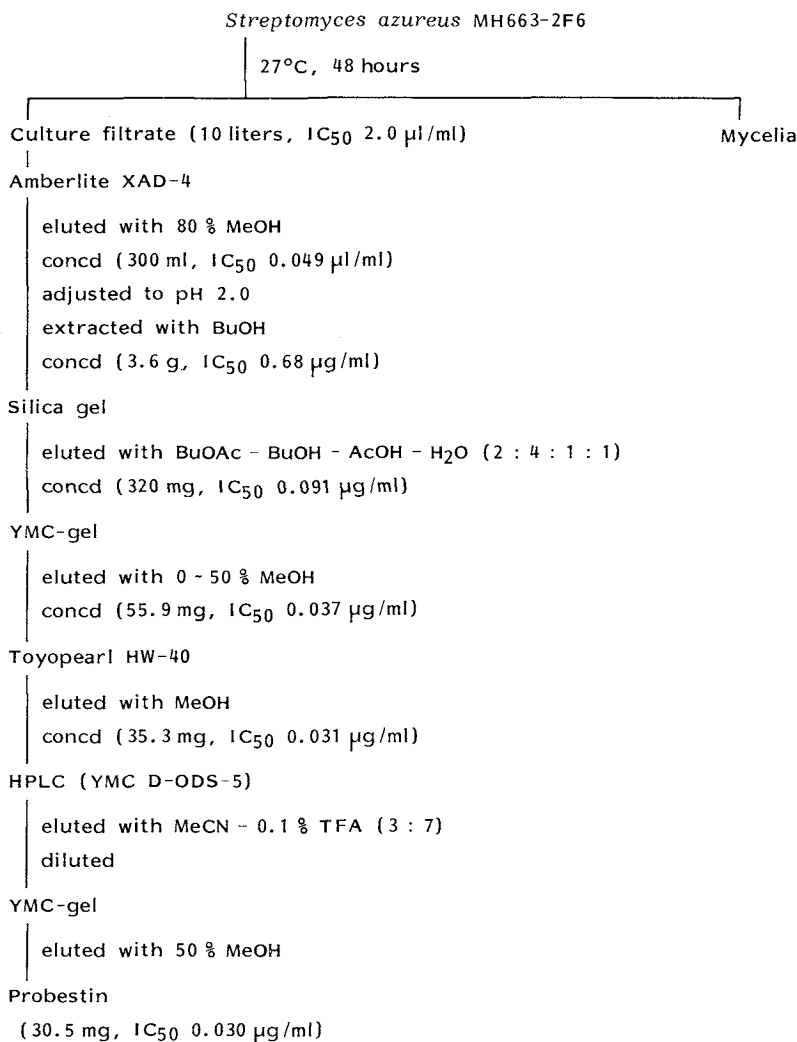 Streptomyces azureus MH663-2F6
27°C, 48 hours
Culture filtrate (10 liters, IC50 2.0 µl/ml)
Mycelia
Amberlite XAD-4
eluted with 80 % MeOH
concd (300 ml, IC50 0.049 µl/ml)
adjusted to pH 2.0
extracted with BuOH
concd (3.6 g, IC50 0.68 µg/ml)
Silica gel
eluted with BuOAc - BuOH - AcOH - H2O (2 : 4 : 1 : 1)
concd (320 mg, IC50 0.091 µg/ml)
YMC-gel
eluted with 0 ~ 50 % MeOH
concd (55.9 mg, IC50 0.037 µg/ml)
Toyopearl HW-40
eluted with MeOH
concd (35.3 mg, IC50 0.031 µg/ml)
HPLC (YMC D-ODS-5)
eluted with MeCN - 0.1 % TFA (3 : 7)
diluted
YMC-gel
eluted with 50 % MeOH
Probestin
(30.5 mg, IC50 0.030 µg/ml)